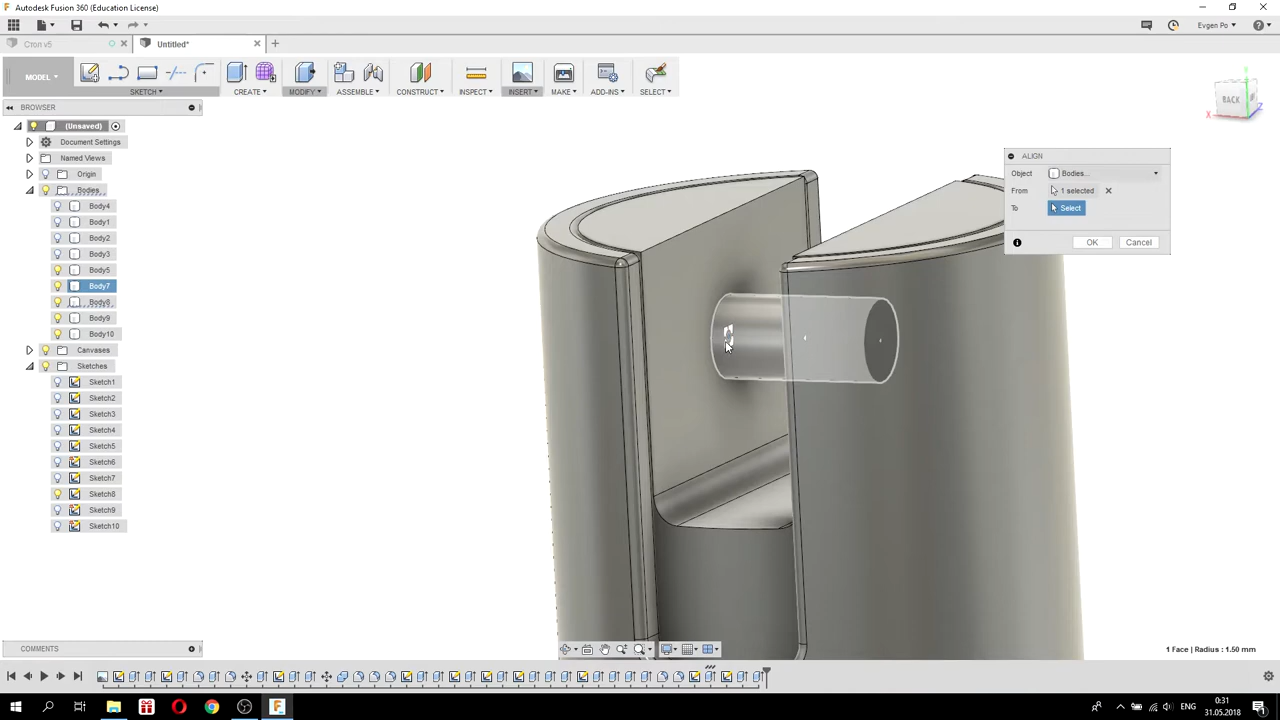 Autodesk Fusion 360 (Education License)
Evgen Po
Cron v5
Untitled*
MODEL
SKETCH
CREATE
MODIFY
ASSEMBLE
CONSTRUCT
INSPECT
INSERT
MAKE
ADD-INS
SELECT
BROWSER
BACK
X
Z
(Unsaved)
Document Settings
Named Views
Origin
Bodies
Body4
Body1
Body2
Body3
Body5
Body7
Body8
Body9
Body10
Canvases
Sketches
Sketch1
Sketch2
Sketch3
Sketch4
Sketch5
Sketch6
Sketch7
Sketch8
Sketch9
Sketch10
ALIGN
Object Bodies...
From 1 selected
To Select
OK Cancel
COMMENTS
1 Face | Radius : 1.50 mm
ENG
0:31
31.05.2018